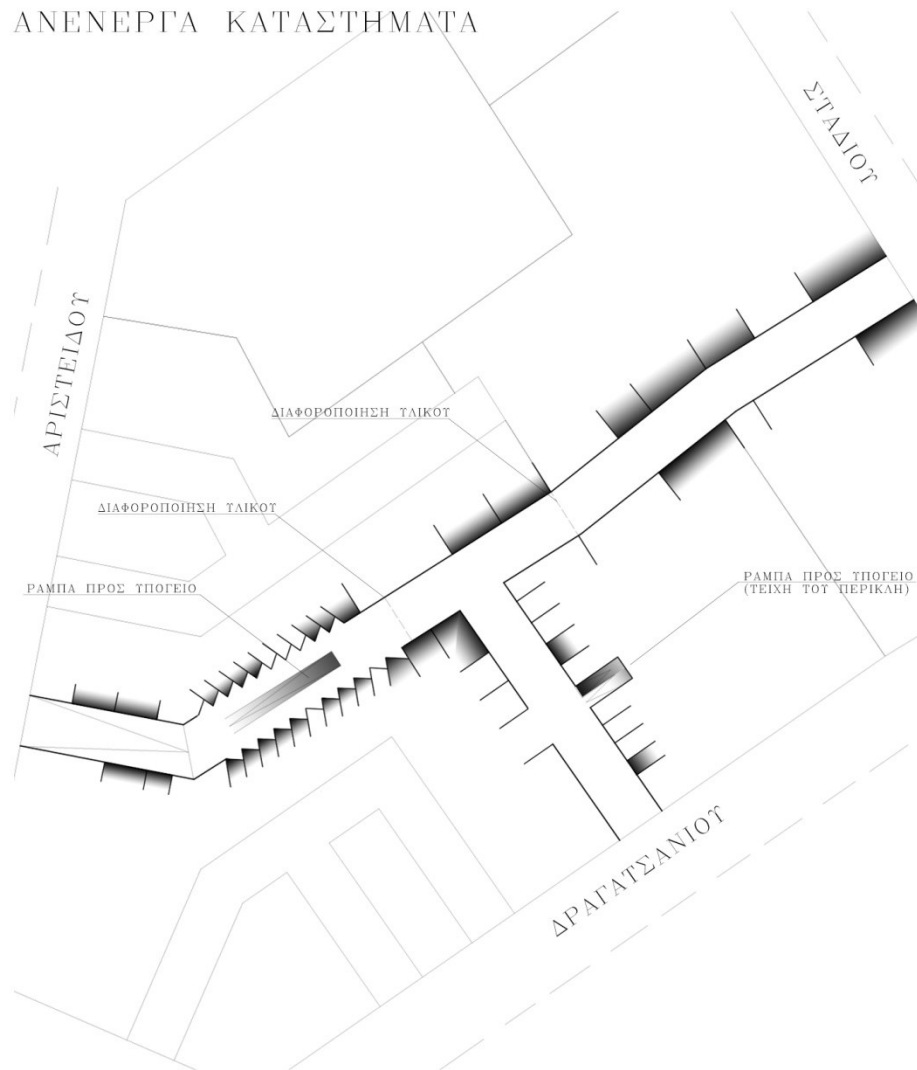 ΑΝΕΝΕΡΓΑ ΚΑΤΑΣΤΗΜΑΤΑ
ΣΤΑΔΙΟΥ
ΑΡΙΣΤΕΙΔΟΥ
ΔΙΑΦΟΡΟΠΟΙΗΣΗ ΥΛΙΚΟΥ
ΔΙΑΦΟΡΟΠΟΙΗΣΗ ΥΛΙΚΟΥ
ΡΑΜΠΑ ΠΡΟΣ ΥΠΟΓΕΙΟ
ΡΑΜΠΑ ΠΡΟΣ ΥΠΟΓΕΙΟ
(ΤΕΙΧΗ ΤΟΥ ΠΕΡΙΚΛΗ)
ΔΡΑΓΑΤΣΑΝΙΟΥ